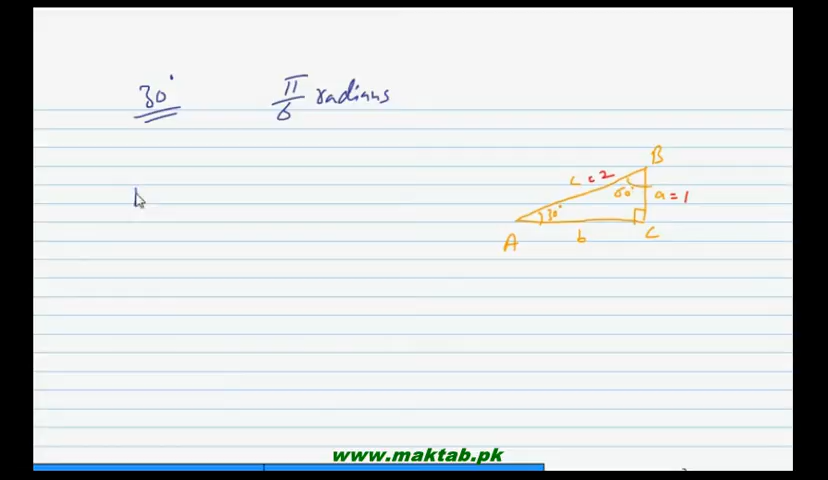 30° π/6 radians
B
c = 2
60°
a = 1
30°
A
b
C
www.maktab.pk